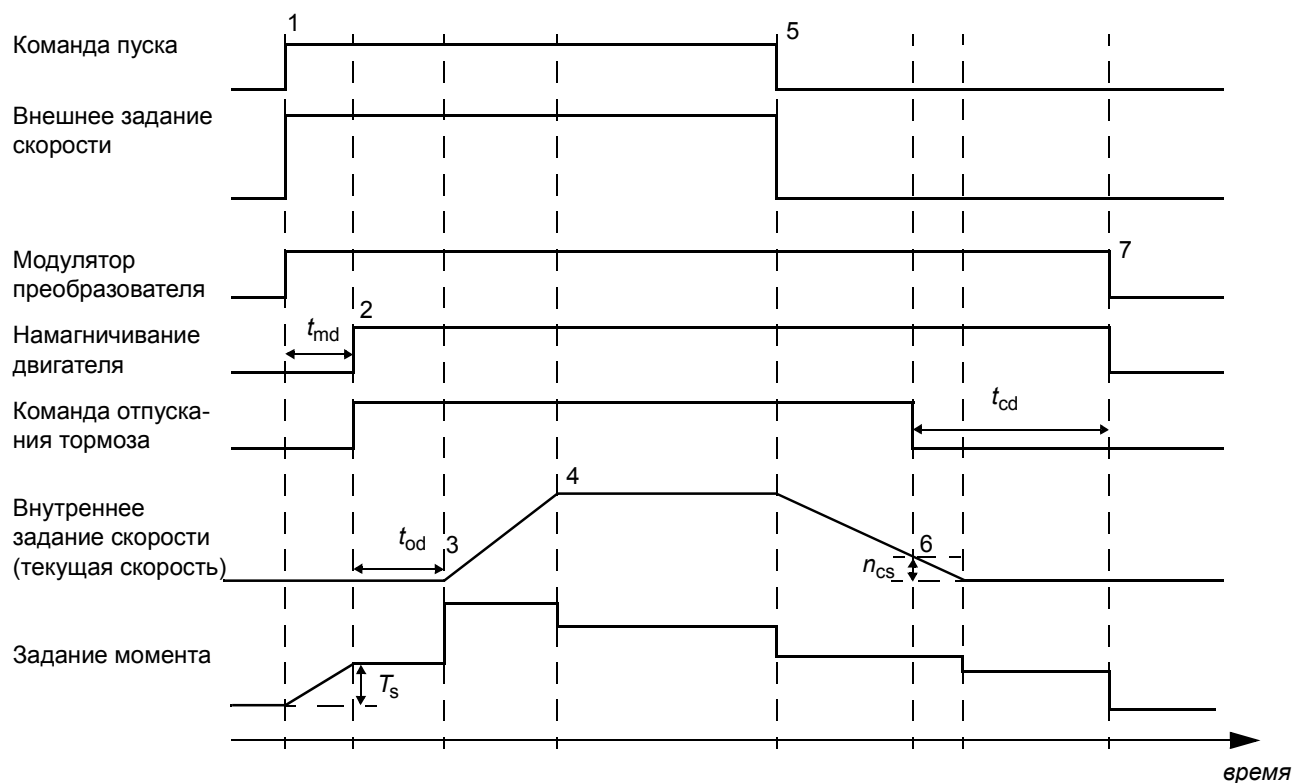 1
5
Команда пуска
Внешнее задание
скорости
Модулятор
преобразователя
7
2
Намагничивание
двигателя
tmd
Команда отпуска-
ния тормоза
tcd
4
Внутреннее
задание скорости
(текущая скорость)
tod
3
6
ncs
Задание момента
Ts
время